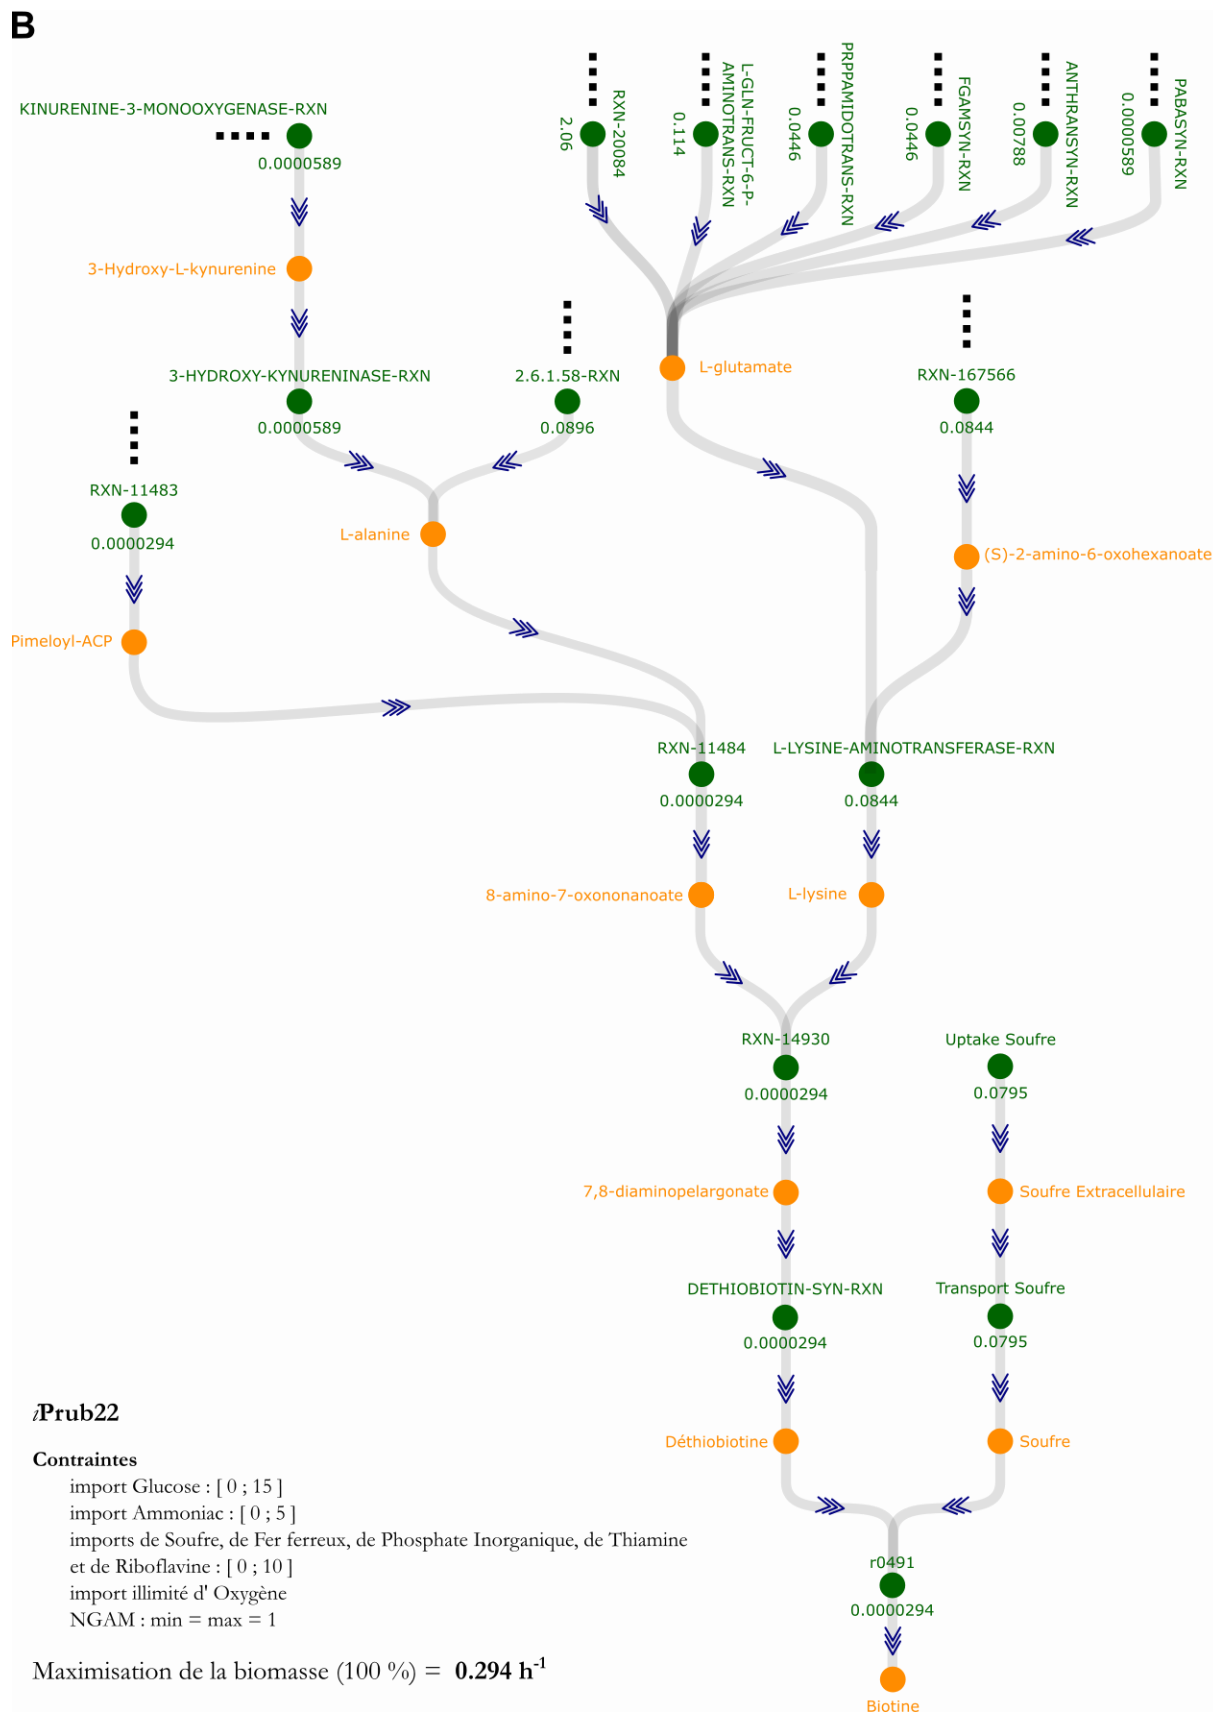 B
KINURENINE-3-MONOOXYGENASE-RXN
0.0000589
RXN-20084
2.06
L-GLN-FRUCT-6-P-
AMINOTRANS-RXN
0.114
PRPPAMIDOTRANS-RXN
0.0446
FGAMSYN-RXN
0.0446
ANTHRANSYN-RXN
0.00788
PABASYN-RXN
0.0000589
3-Hydroxy-L-kynurenine
3-HYDROXY-KYNURENINASE-RXN
0.0000589
2.6.1.58-RXN
0.0896
L-glutamate
RXN-167566
0.0844
RXN-11483
0.0000294
L-alanine
(S)-2-amino-6-oxohexanoate
Pimeloyl-ACP
RXN-11484
0.0000294
L-LYSINE-AMINOTRANSFERASE-RXN
0.0844
8-amino-7-oxononanoate
L-lysine
RXN-14930
0.0000294
Uptake Soufre
0.0795
7,8-diaminopelargonate
Soufre Extracellulaire
DETHIOBIOTIN-SYN-RXN
0.0000294
Transport Soufre
0.0795
Déthiobiotine
Soufre
r0491
0.0000294
Biotine
iPrub22
Contraintes
import Glucose : [ 0 ; 15 ]
import Ammoniac : [ 0 ; 5 ]
imports de Soufre, de Fer ferreux, de Phosphate Inorganique, de Thiamine
et de Riboflavine : [ 0 ; 10 ]
import illimité d' Oxygène
NGAM : min = max = 1
Maximisation de la biomasse (100 %) = 0.294 h⁻¹